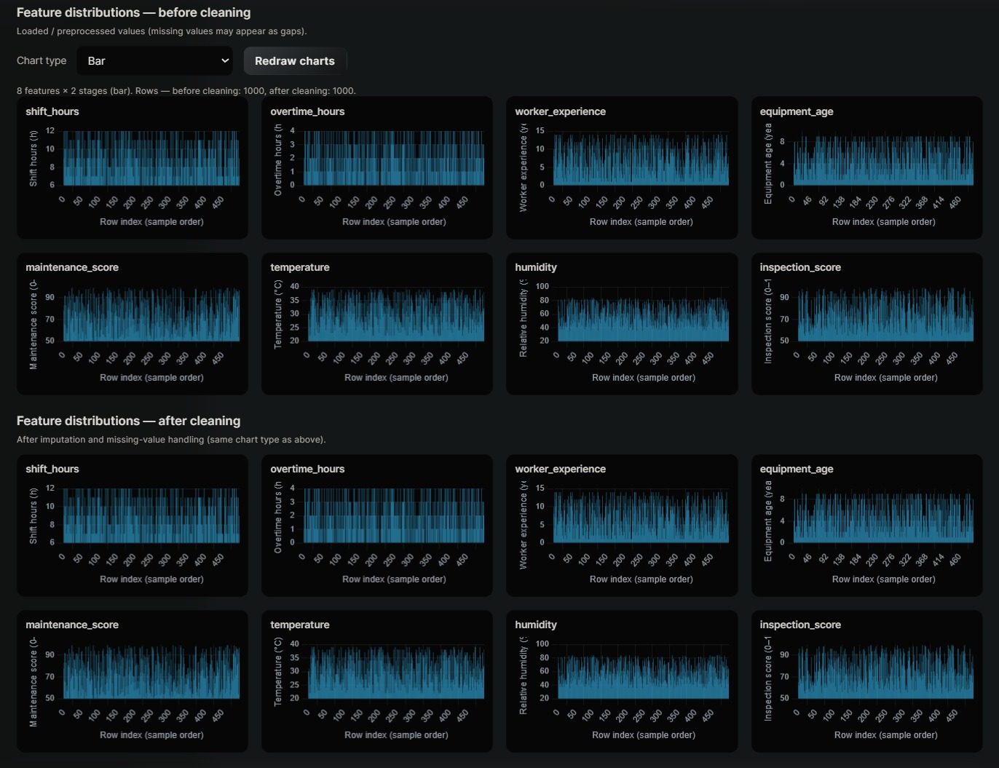 Feature distributions — before cleaning
Loaded / preprocessed values (missing values may appear as gaps).
Chart type Bar Redraw charts
8 features × 2 stages (bar). Rows — before cleaning: 1000, after cleaning: 1000.
shift_hours
Shift hours (h)
12
10
8
6
0 50 100 150 200 250 300 350 400 450
Row index (sample order)
overtime_hours
Overtime hours (h
4
3
2
1
0
0 50 100 150 200 250 300 350 400 450
Row index (sample order)
worker_experience
Worker experience (ye
15
10
5
0
0 50 100 150 200 250 300 350 400 450
Row index (sample order)
equipment_age
Equipment age (yea
8
4
0
0 46 92 138 184 230 276 322 368 414 460
Row index (sample order)
maintenance_score
Maintenance score (0-
90
70
50
0 50 100 150 200 250 300 350 400 450
Row index (sample order)
temperature
Temperature (°C)
40
35
30
25
20
0 50 100 150 200 250 300 350 400 450
Row index (sample order)
humidity
Relative humidity (
100
80
60
40
20
0 50 100 150 200 250 300 350 400 450
Row index (sample order)
inspection_score
Inspection score (0–1
90
70
50
0 50 100 150 200 250 300 350 400 450
Row index (sample order)
Feature distributions — after cleaning
After imputation and missing-value handling (same chart type as above).
shift_hours
Shift hours (h)
12
10
8
6
0 50 100 150 200 250 300 350 400 450
Row index (sample order)
overtime_hours
Overtime hours (h
4
3
2
1
0
0 50 100 150 200 250 300 350 400 450
Row index (sample order)
worker_experience
Worker experience (ye
15
10
5
0
0 50 100 150 200 250 300 350 400 450
Row index (sample order)
equipment_age
Equipment age (yea
8
4
0
0 46 92 138 184 230 276 322 368 414 460
Row index (sample order)
maintenance_score
Maintenance score (0-
90
70
50
0 50 100 150 200 250 300 350 400 450
Row index (sample order)
temperature
Temperature (°C)
40
35
30
25
20
0 50 100 150 200 250 300 350 400 450
Row index (sample order)
humidity
Relative humidity (
100
80
60
40
20
0 50 100 150 200 250 300 350 400 450
Row index (sample order)
inspection_score
Inspection score (0–1
90
70
50
0 50 100 150 200 250 300 350 400 450
Row index (sample order)